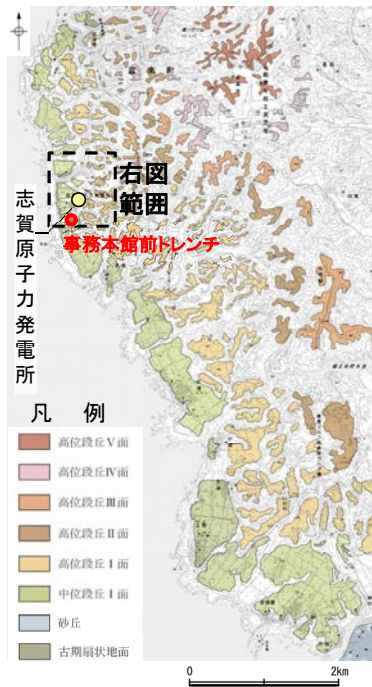 右図
範囲
志賀原子力発電所
事務本館前トレンチ
凡 例
高位段丘Ⅴ面
高位段丘Ⅳ面
高位段丘Ⅲ面
高位段丘Ⅱ面
高位段丘Ⅰ面
中位段丘Ⅰ面
砂丘
古期扇状地面
0 2km